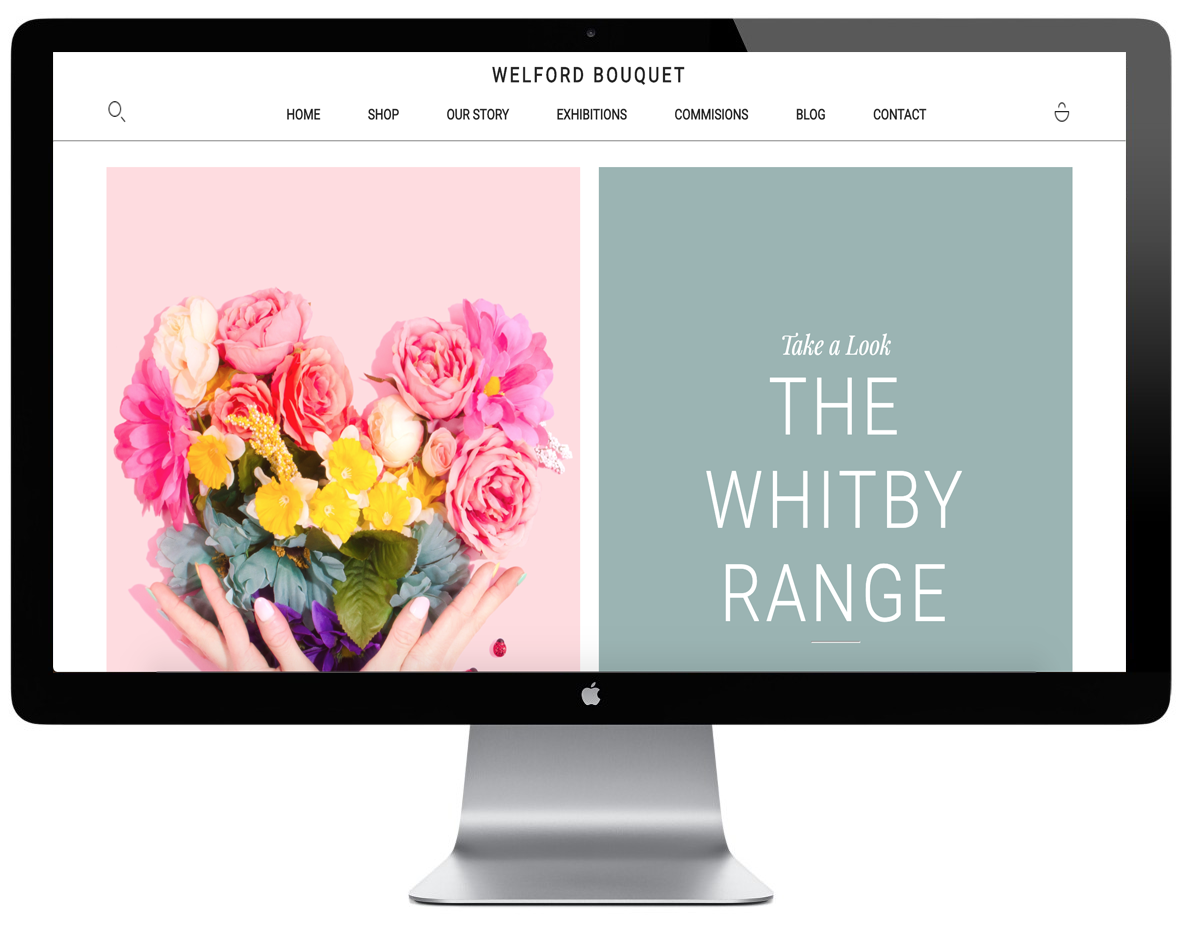 WELFORD BOUQUET
HOME SHOP OUR STORY EXHIBITIONS COMMISIONS BLOG CONTACT
Take a Look
THE
WHITBY
RANGE